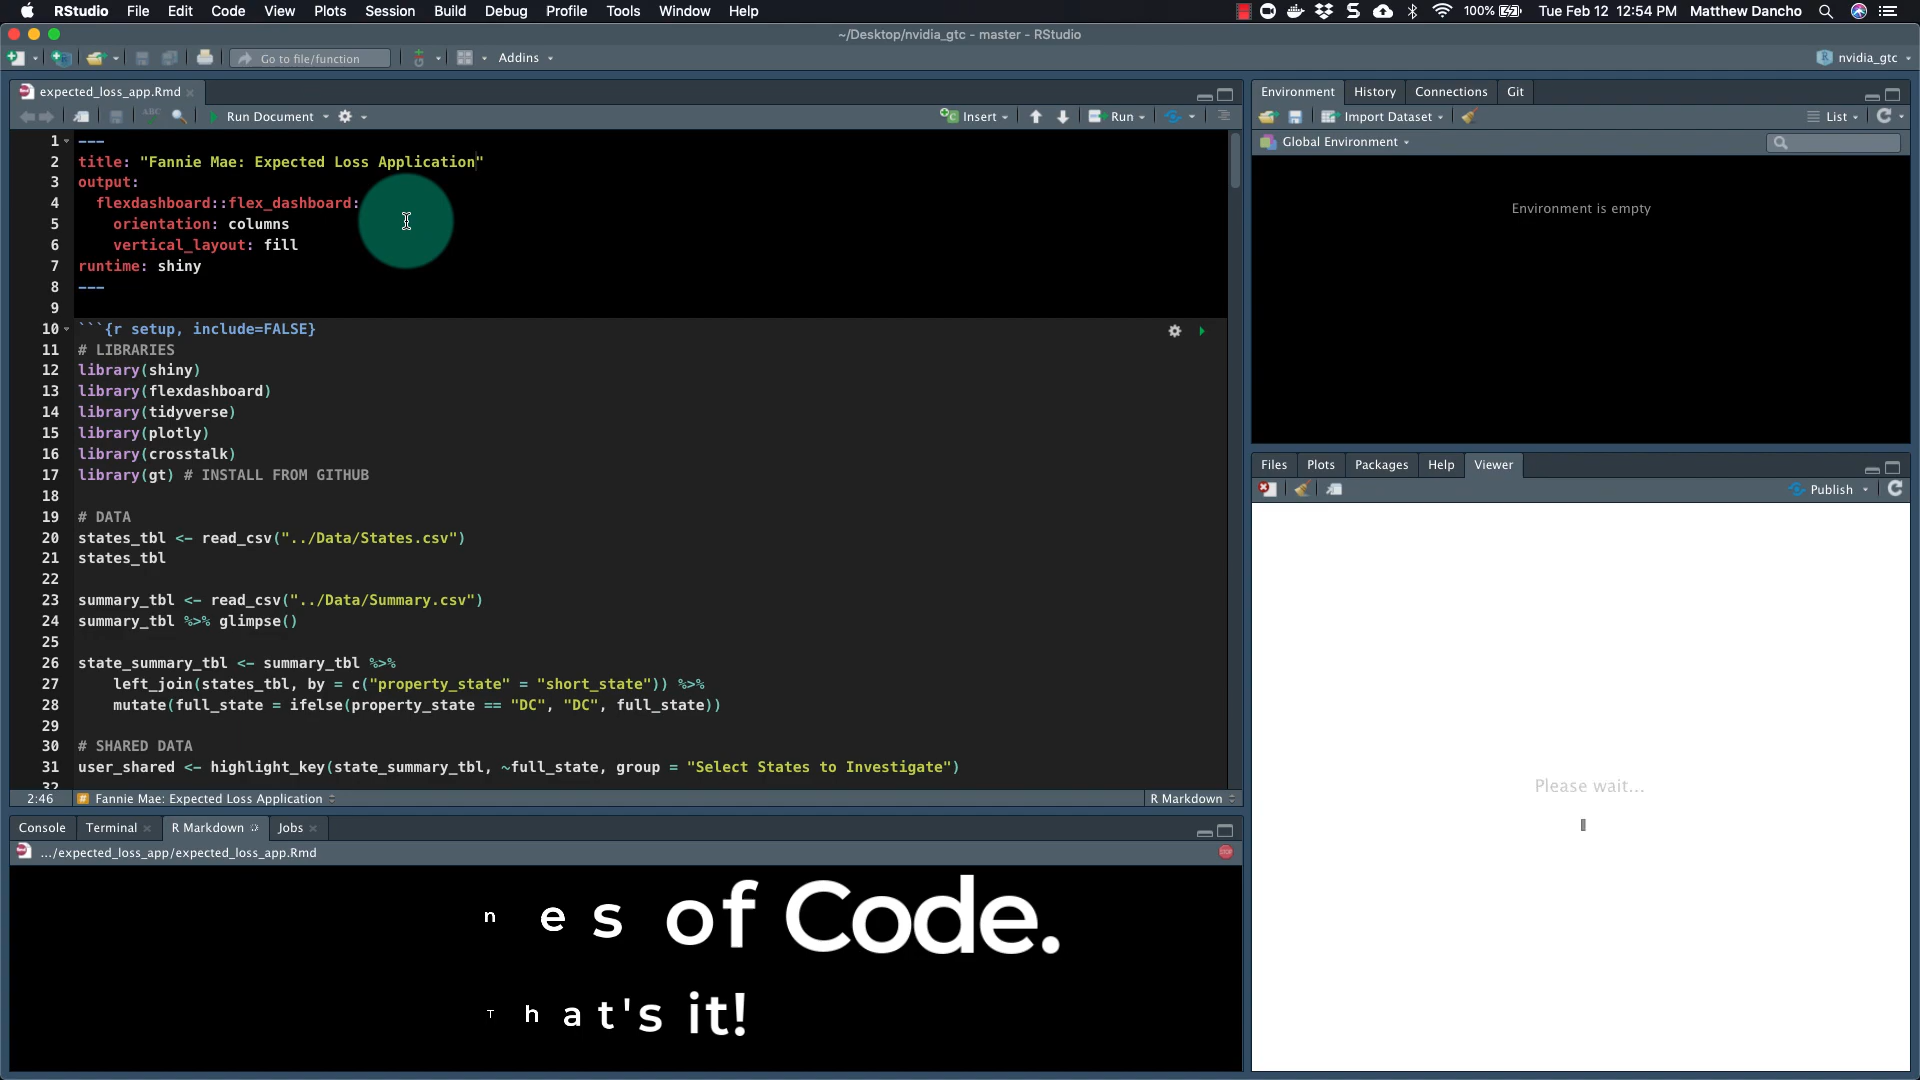 RStudio File Edit Code View Plots Session Build Debug Profile Tools Window Help 100% Tue Feb 12 12:54 PM Matthew Dancho
~/Desktop/nvidia_gtc - master - RStudio
Go to file/function Addins nvidia_gtc
expected_loss_app.Rmd
ABC Run Document Insert Run
1 ---
2 title: "Fannie Mae: Expected Loss Application"
3 output:
4 flexdashboard::flex_dashboard:
5 orientation: columns
6 vertical_layout: fill
7 runtime: shiny
8 ---
9
10 ```{r setup, include=FALSE}
11 # LIBRARIES
12 library(shiny)
13 library(flexdashboard)
14 library(tidyverse)
15 library(plotly)
16 library(crosstalk)
17 library(gt) # INSTALL FROM GITHUB
18
19 # DATA
20 states_tbl <- read_csv("../Data/States.csv")
21 states_tbl
22
23 summary_tbl <- read_csv("../Data/Summary.csv")
24 summary_tbl %>% glimpse()
25
26 state_summary_tbl <- summary_tbl %>%
27 left_join(states_tbl, by = c("property_state" = "short_state")) %>%
28 mutate(full_state = ifelse(property_state == "DC", "DC", full_state))
29
30 # SHARED DATA
31 user_shared <- highlight_key(state_summary_tbl, ~full_state, group = "Select States to Investigate")
32
2:46 # Fannie Mae: Expected Loss Application R Markdown
Console Terminal R Markdown Jobs
.../expected_loss_app/expected_loss_app.Rmd
n e s of Code.
T h a t's it!
Environment History Connections Git
Import Dataset List
Global Environment
Environment is empty
Files Plots Packages Help Viewer
Publish
Please wait...